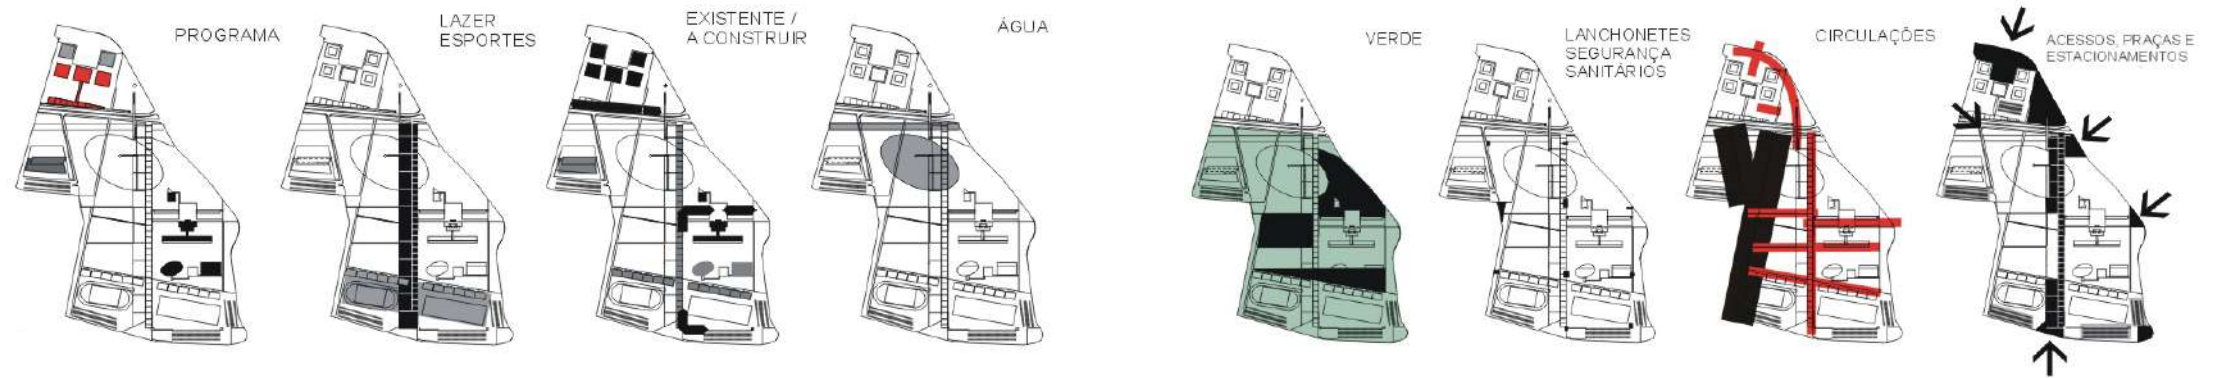 PROGRAMA
LAZER
ESPORTES
EXISTENTE /
A CONSTRUIR
ÁGUA
VERDE
LANCHONETES
SEGURANÇA
SANITÁRIOS
CIRCULAÇÕES
ACESSOS, PRAÇAS E
ESTACIONAMENTOS